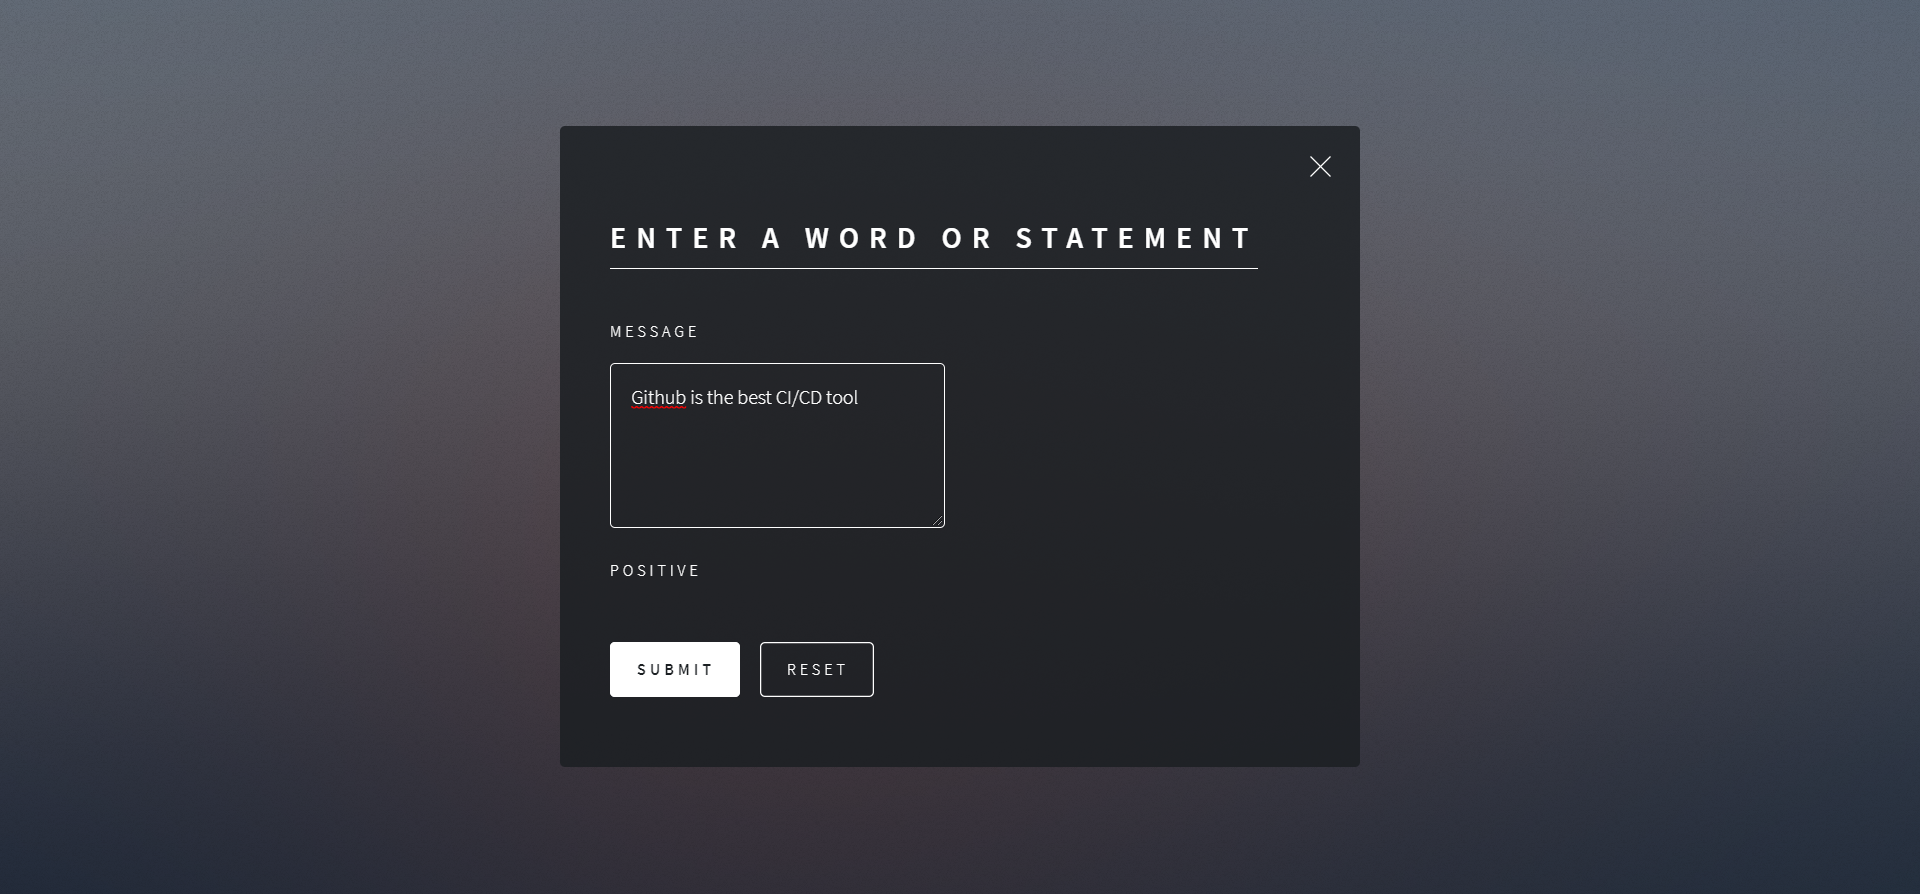 ENTER A WORD OR STATEMENT
MESSAGE
Github is the best CI/CD tool
POSITIVE
SUBMIT
RESET